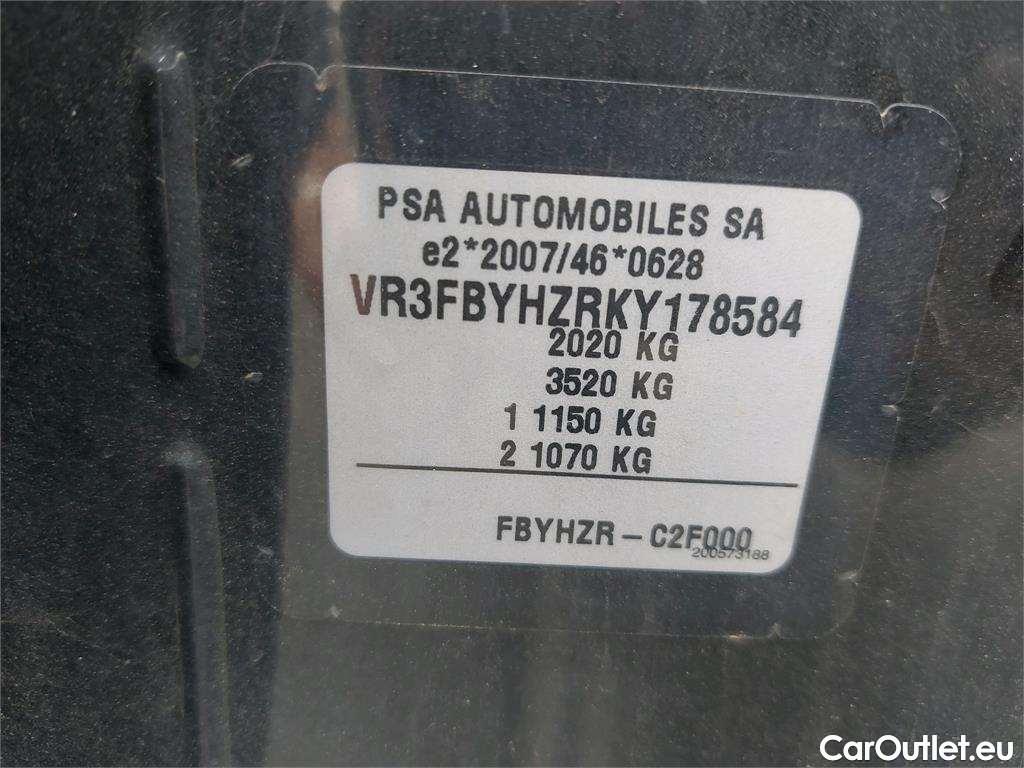 PSA AUTOMOBILES SA
e2*2007/46*0628
VR3FBYHZRKY178584
2020 KG
3520 KG
1 1150 KG
2 1070 KG
FBYHZR – C2F000
200573188
CarOutlet.eu